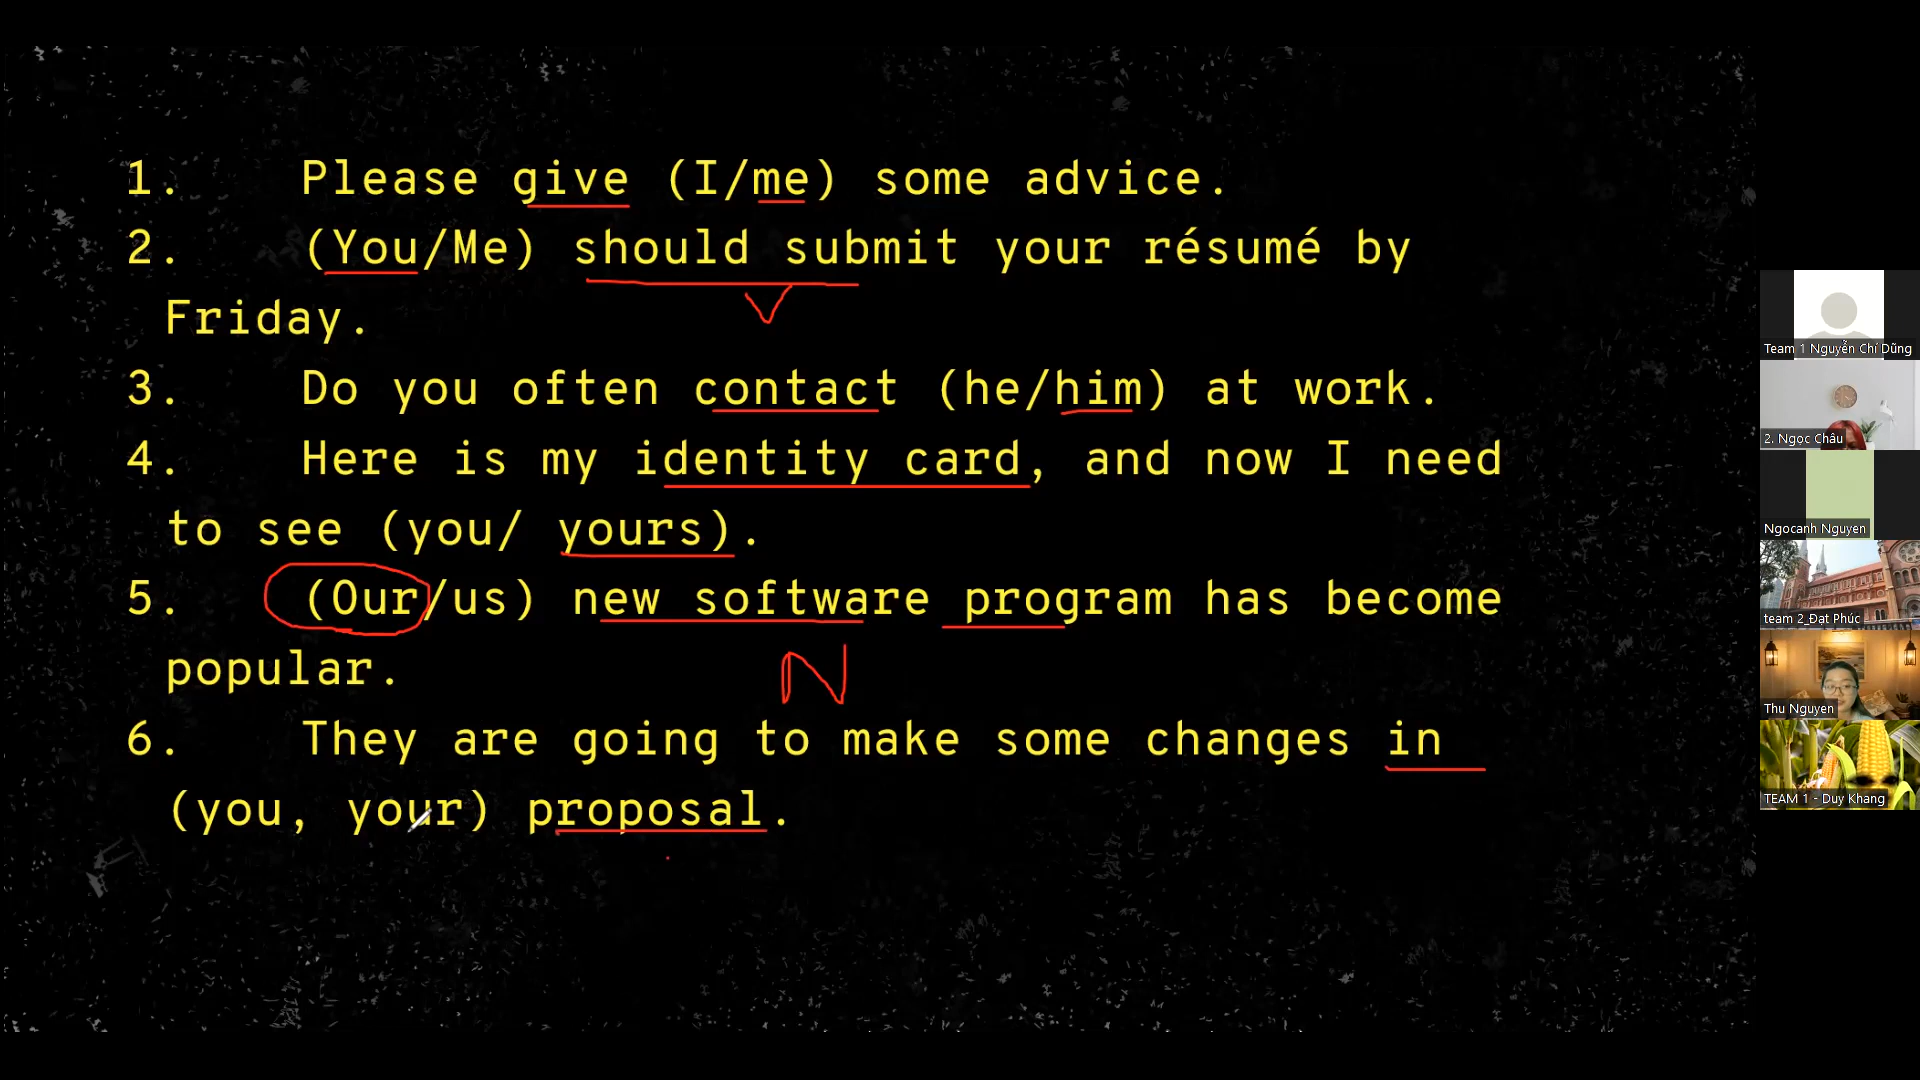 1. Please give (I/me) some advice.
2. (You/Me) should submit your résumé by
Friday.
V
3. Do you often contact (he/him) at work.
4. Here is my identity card, and now I need
to see (you/ yours).
5. (Our/us) new software program has become
popular.
N
6. They are going to make some changes in
(you, your) proposal.
Team 1 Nguyễn Chí Dũng
2. Ngọc Châu
Ngocanh Nguyen
team 2_Đạt Phúc
Thu Nguyen
TEAM 1 - Duy Khang